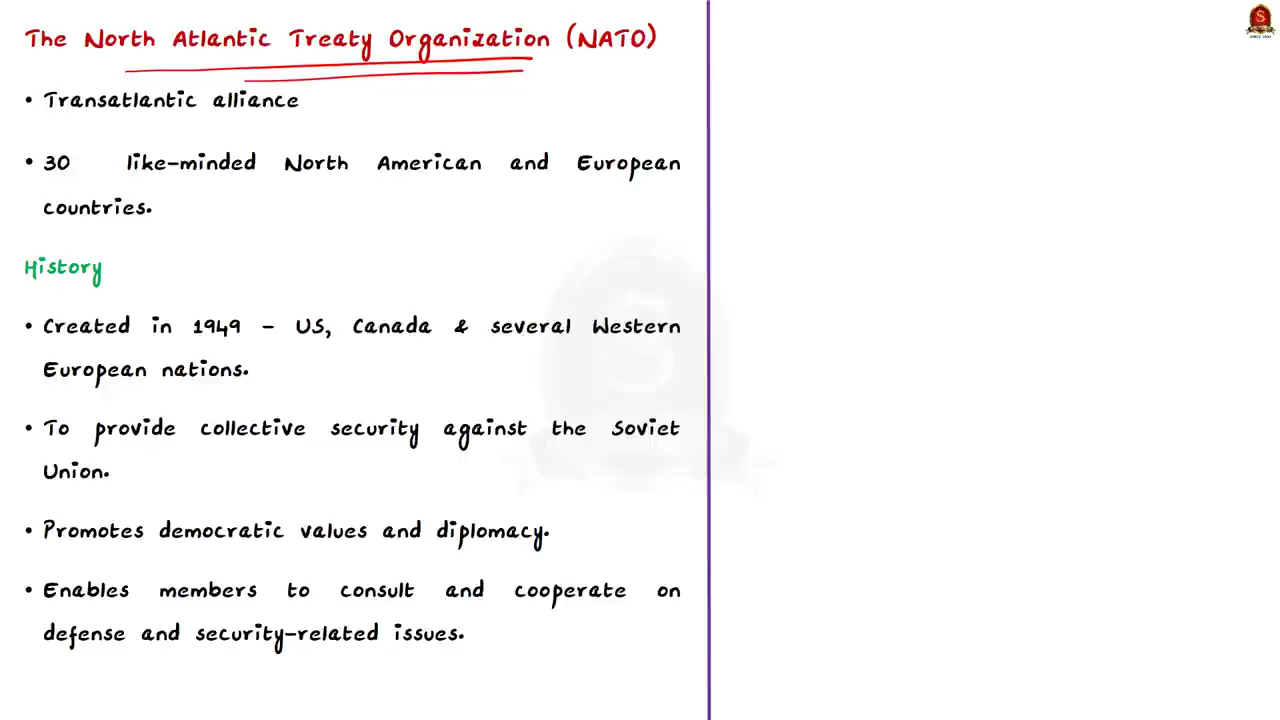 The North Atlantic Treaty Organization (NATO)
• Transatlantic alliance
• 30 like-minded North American and European
countries.
History
• Created in 1949 - US, Canada & several Western
European nations.
• To provide collective security against the Soviet
Union.
• Promotes democratic values and diplomacy.
• Enables members to consult and cooperate on
defense and security-related issues.
S